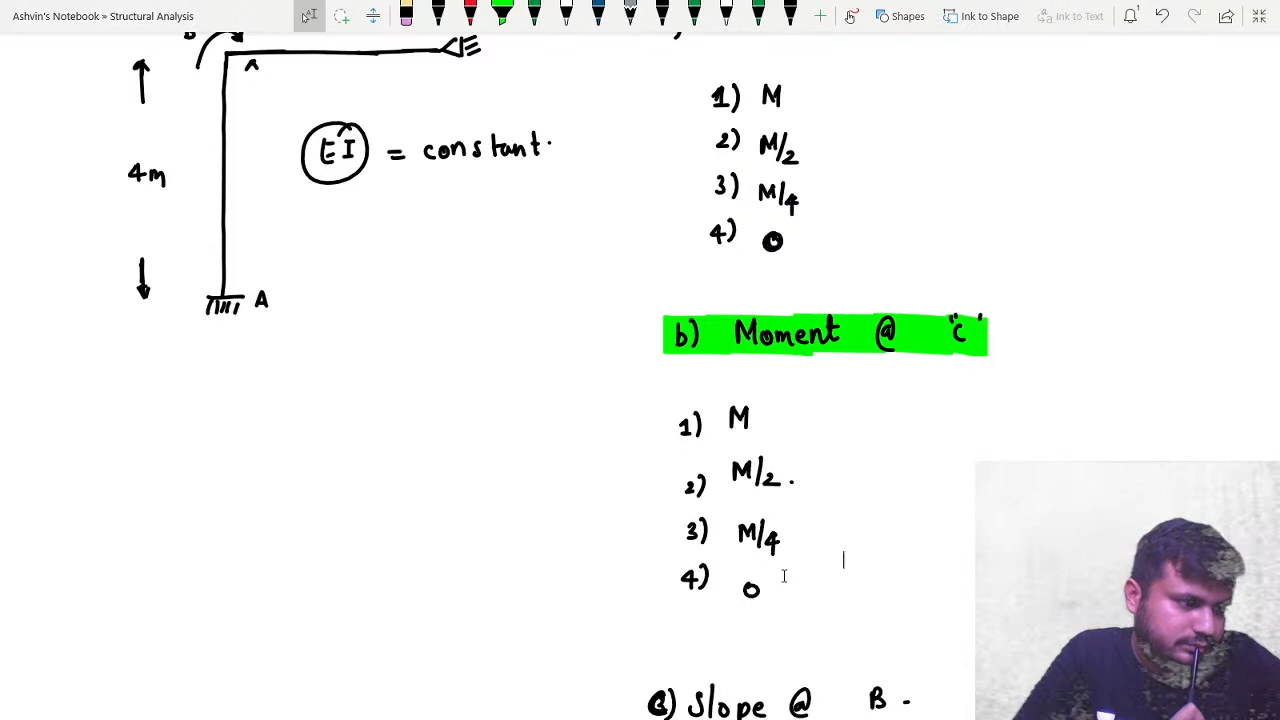 Ashvin's Notebook » Structural Analysis
Shapes
Ink to Shape
Ink to Text
B
4m
EI = constant.
A
1) M
2) M/2
3) M/4
4) 0
b) Moment @ "C"
1) M
2) M/2.
3) M/4
4) 0
C) Slope @ B.